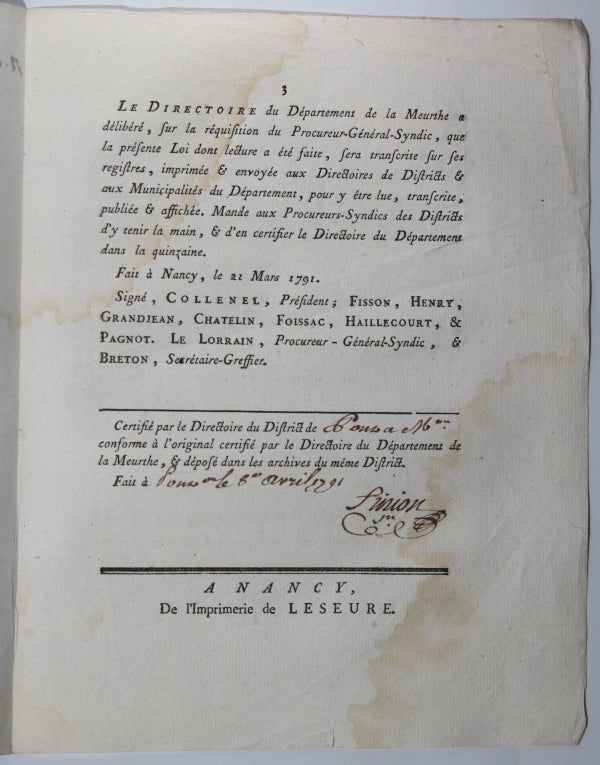 3
LE DIRECTOIRE du Département de la Meurthe a
délibéré, ſur la réquiſition du Procureur-Général-Syndic, que
la préſente Loi dont lecture a été faite, ſera tranſcrite ſur ſes
regiſtres, imprimée & envoyée aux Directoires de Diſtricts &
aux Municipalités du Département, pour y être lue, tranſcrite,
publiée & affichée. Mande aux Procureurs-Syndics des Diſtricts
d'y tenir la main, & d'en certifier le Directoire du Département
dans la quinzaine.
Fait à Nancy, le 21 Mars 1791.
Signé, COLLENEL, Préſident; FISSON, HENRY,
GRANDJEAN, CHATELIN, FOISSAC, HAILLECOURT, &
PAGNOT. LE LORRAIN, Procureur-Général-Syndic, &
BRETON, Secrétaire-Greffier.
Certifié par le Directoire du Diſtrict de Pont a Mon
conforme à l'original certifié par le Directoire du Département de
la Meurthe, & dépoſé dans les archives du même Diſtrict.
Fait à le 8 avril 1791
A NANCY,
De l'Imprimerie de LESEURE.